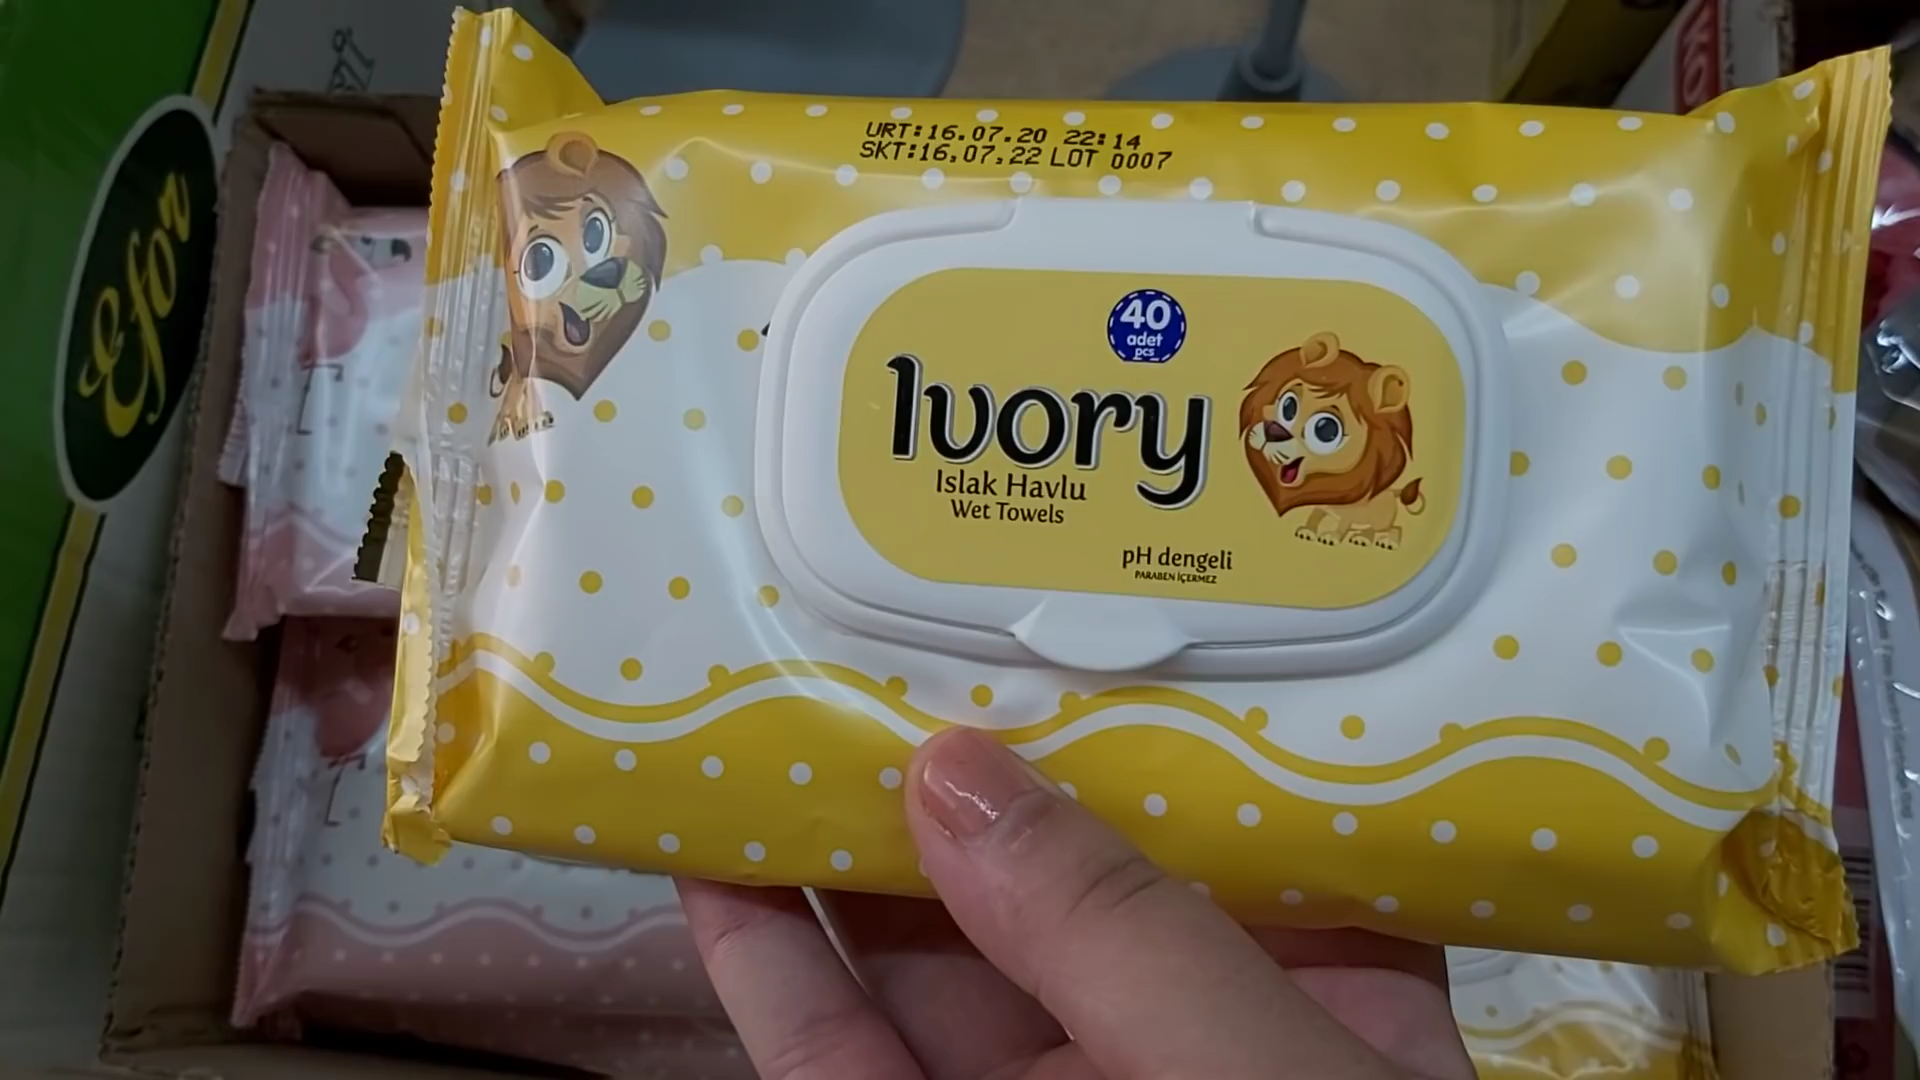 URT:16.07.20 22:14
SKT:16,07,22 LOT 0007
40
adet
pcs
Ivory
Islak Havlu
Wet Towels
pH dengeli
PARABEN İÇERMEZ
Efor